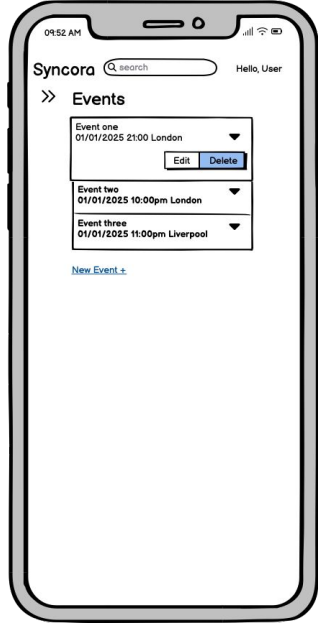 09:52 AM
Syncora
search
Hello, User
Events
Event one
01/01/2025 21:00 London
Edit Delete
Event two
01/01/2025 10:00pm London
Event three
01/01/2025 11:00pm Liverpool
New Event +